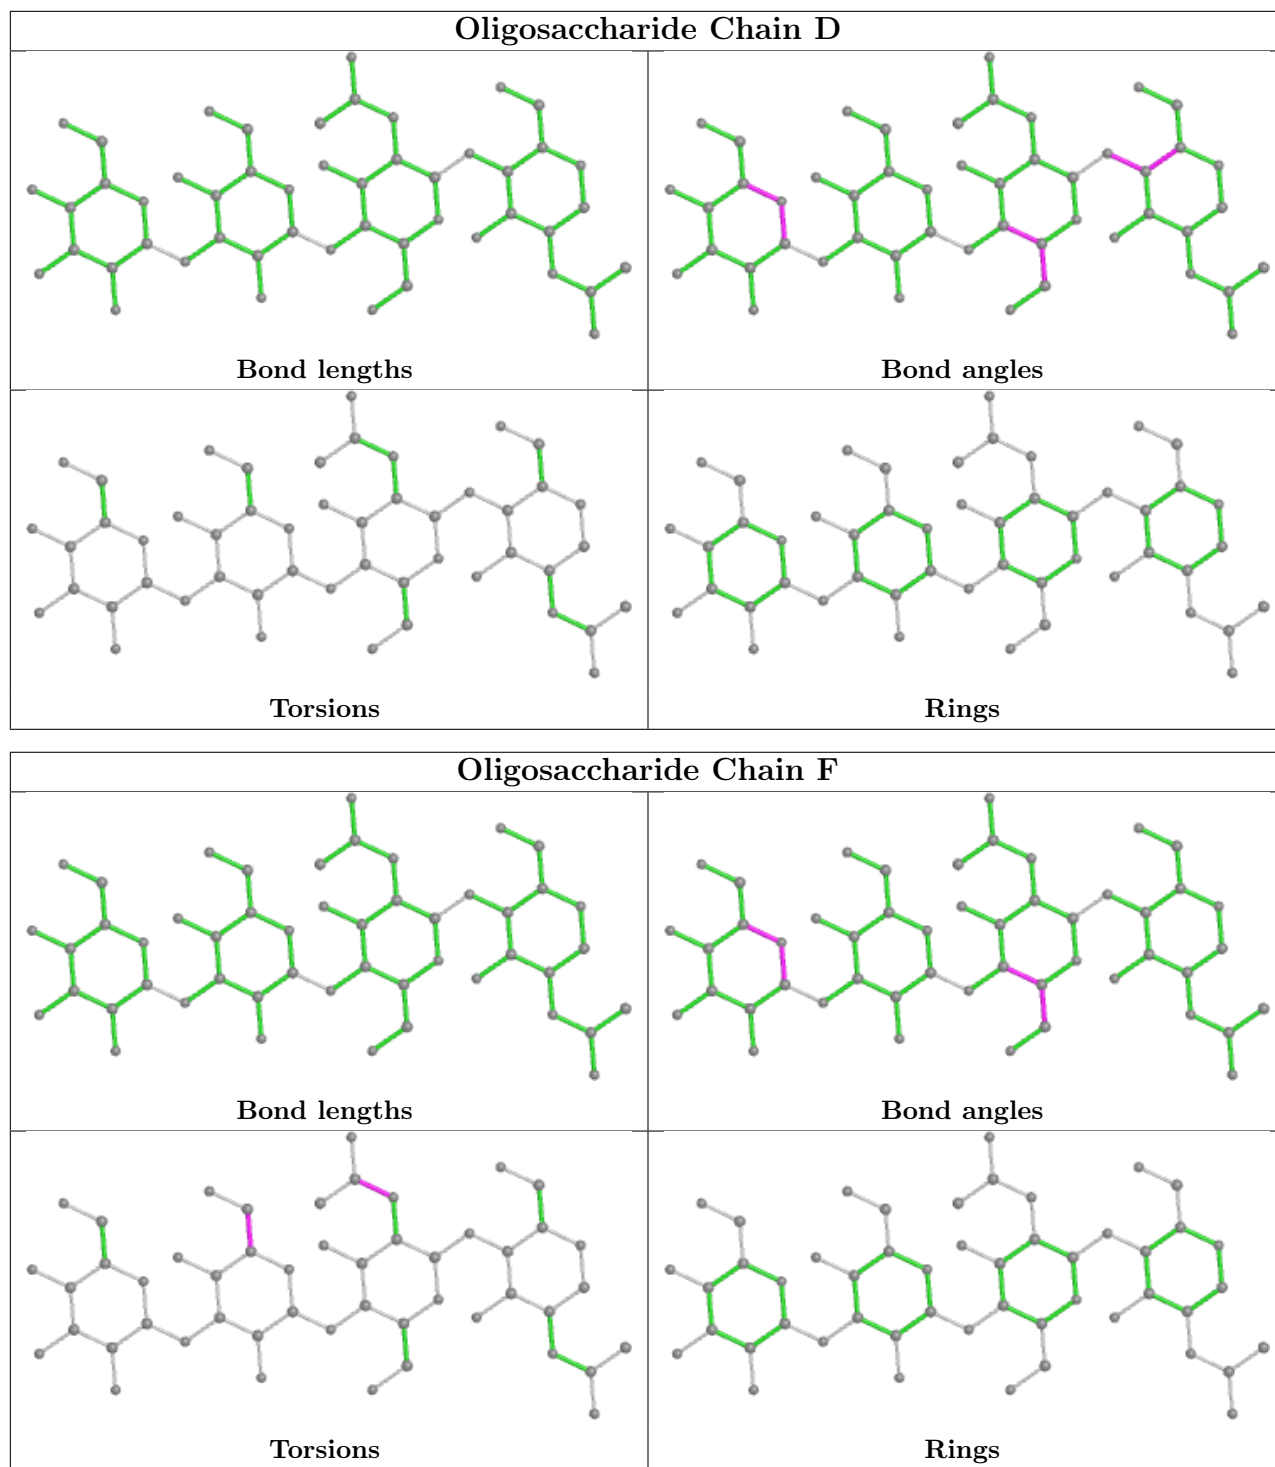 Oligosaccharide Chain D
Bond lengths
Bond angles
Torsions
Rings
Oligosaccharide Chain F
Bond lengths
Bond angles
Torsions
Rings